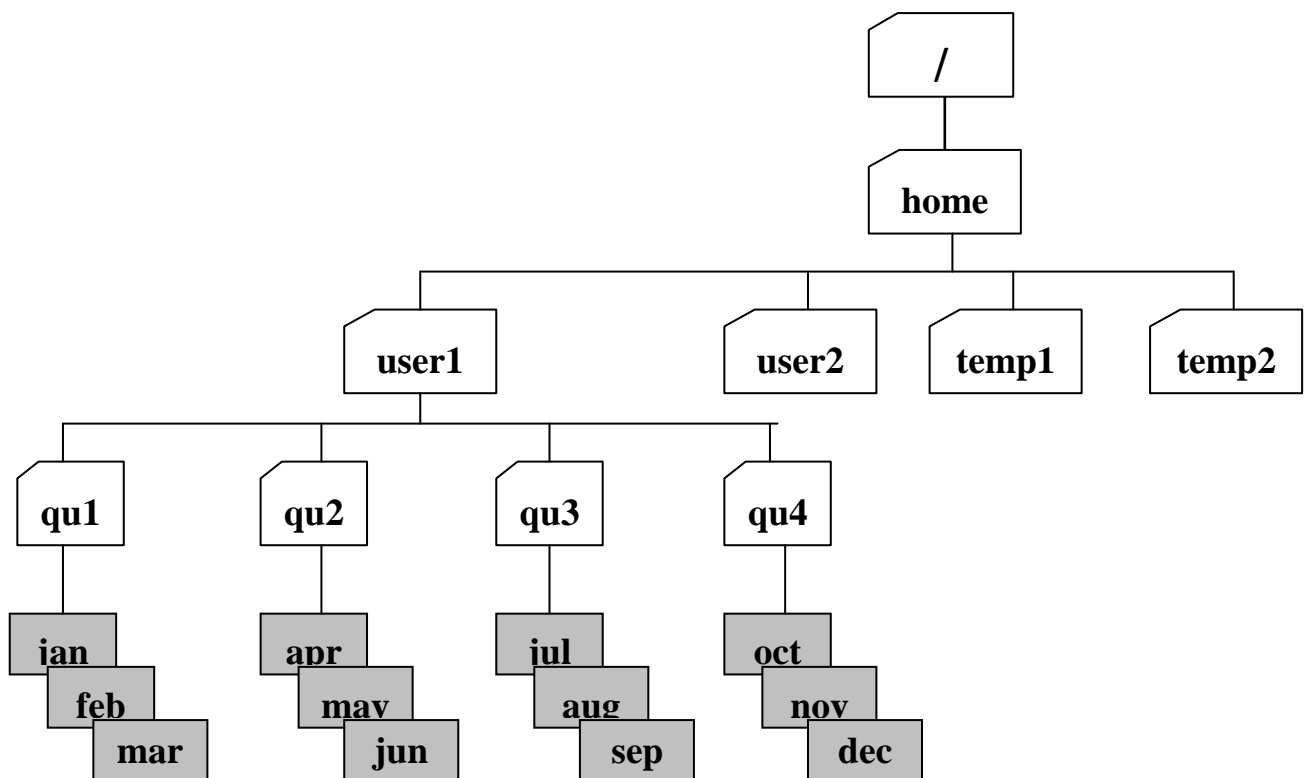 /
home
user1 user2 temp1 temp2
qu1 qu2 qu3 qu4
jan apr jul oct
feb may aug nov
mar jun sep dec